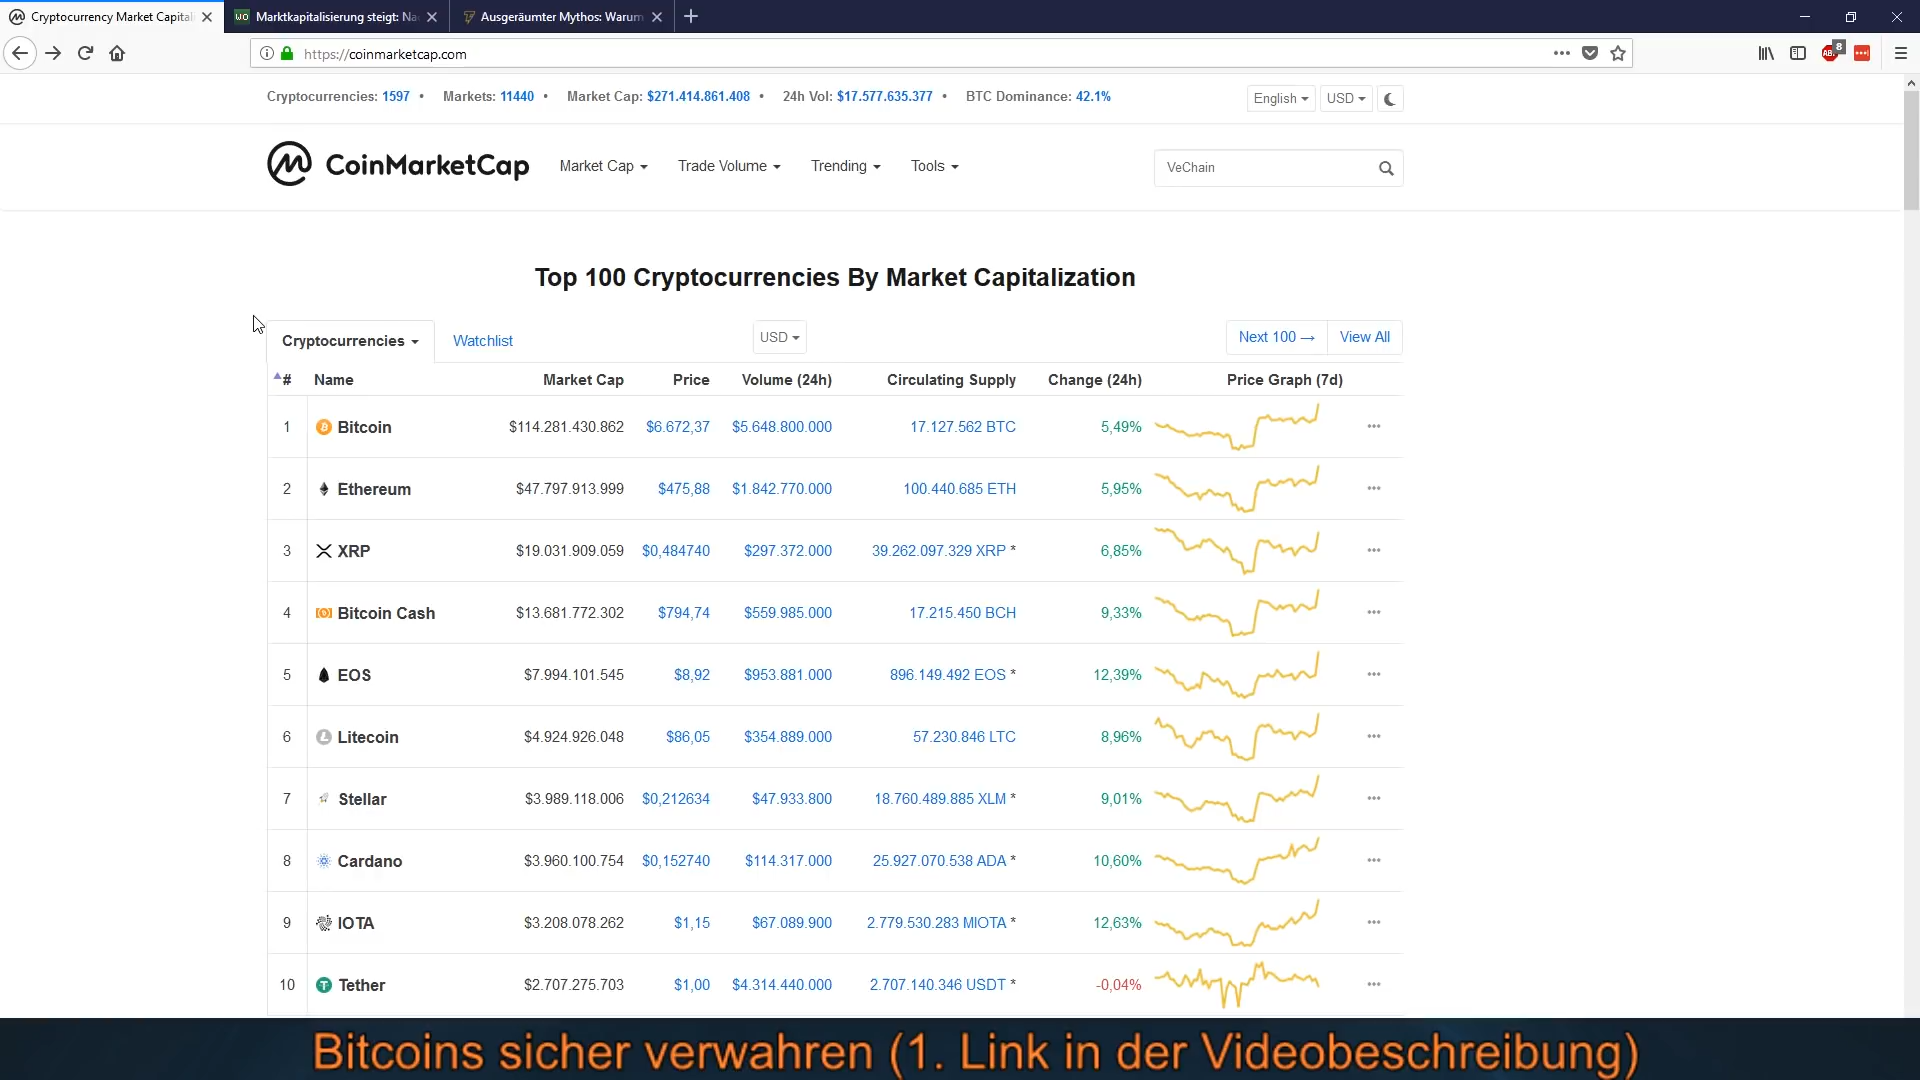 Cryptocurrency Market Capital
Marktkapitalisierung steigt: Na
Ausgeräumter Mythos: Warum
https://coinmarketcap.com
8
Cryptocurrencies: 1597 • Markets: 11440 • Market Cap: $271.414.861.408 • 24h Vol: $17.577.635.377 • BTC Dominance: 42.1%
English USD
CoinMarketCap Market Cap Trade Volume Trending Tools VeChain
Top 100 Cryptocurrencies By Market Capitalization
Cryptocurrencies Watchlist USD Next 100 → View All
# Name Market Cap Price Volume (24h) Circulating Supply Change (24h) Price Graph (7d)
1 Bitcoin $114.281.430.862 $6.672,37 $5.648.800.000 17.127.562 BTC 5,49%
2 Ethereum $47.797.913.999 $475,88 $1.842.770.000 100.440.685 ETH 5,95%
3 XRP $19.031.909.059 $0,484740 $297.372.000 39.262.097.329 XRP * 6,85%
4 Bitcoin Cash $13.681.772.302 $794,74 $559.985.000 17.215.450 BCH 9,33%
5 EOS $7.994.101.545 $8,92 $953.881.000 896.149.492 EOS * 12,39%
6 Litecoin $4.924.926.048 $86,05 $354.889.000 57.230.846 LTC 8,96%
7 Stellar $3.989.118.006 $0,212634 $47.933.800 18.760.489.885 XLM * 9,01%
8 Cardano $3.960.100.754 $0,152740 $114.317.000 25.927.070.538 ADA * 10,60%
9 IOTA $3.208.078.262 $1,15 $67.089.900 2.779.530.283 MIOTA * 12,63%
10 Tether $2.707.275.703 $1,00 $4.314.440.000 2.707.140.346 USDT * -0,04%
Bitcoins sicher verwahren (1. Link in der Videobeschreibung)